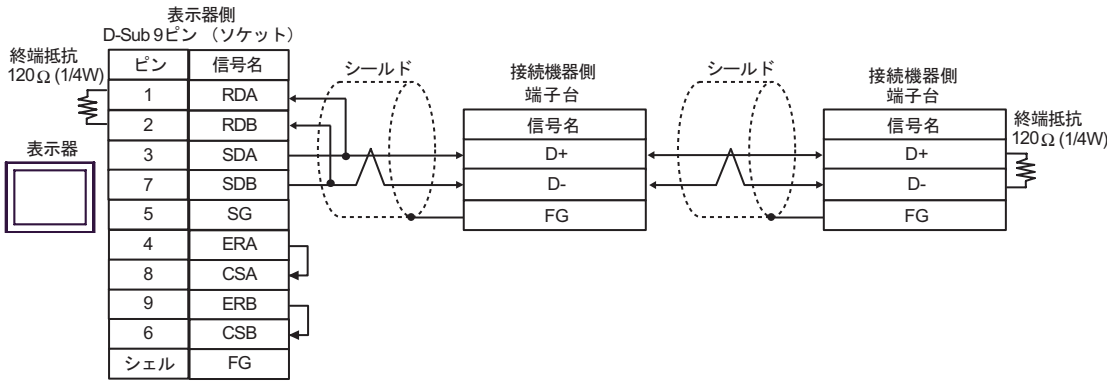 表示器側
D-Sub 9ピン （ソケット）
終端抵抗
120Ω (1/4W)
ピン 信号名
1 RDA
2 RDB
3 SDA
7 SDB
5 SG
4 ERA
8 CSA
9 ERB
6 CSB
シェル FG
表示器
シールド
接続機器側
端子台
信号名
D+
D-
FG
シールド
接続機器側
端子台
信号名
D+
D-
FG
終端抵抗
120Ω (1/4W)